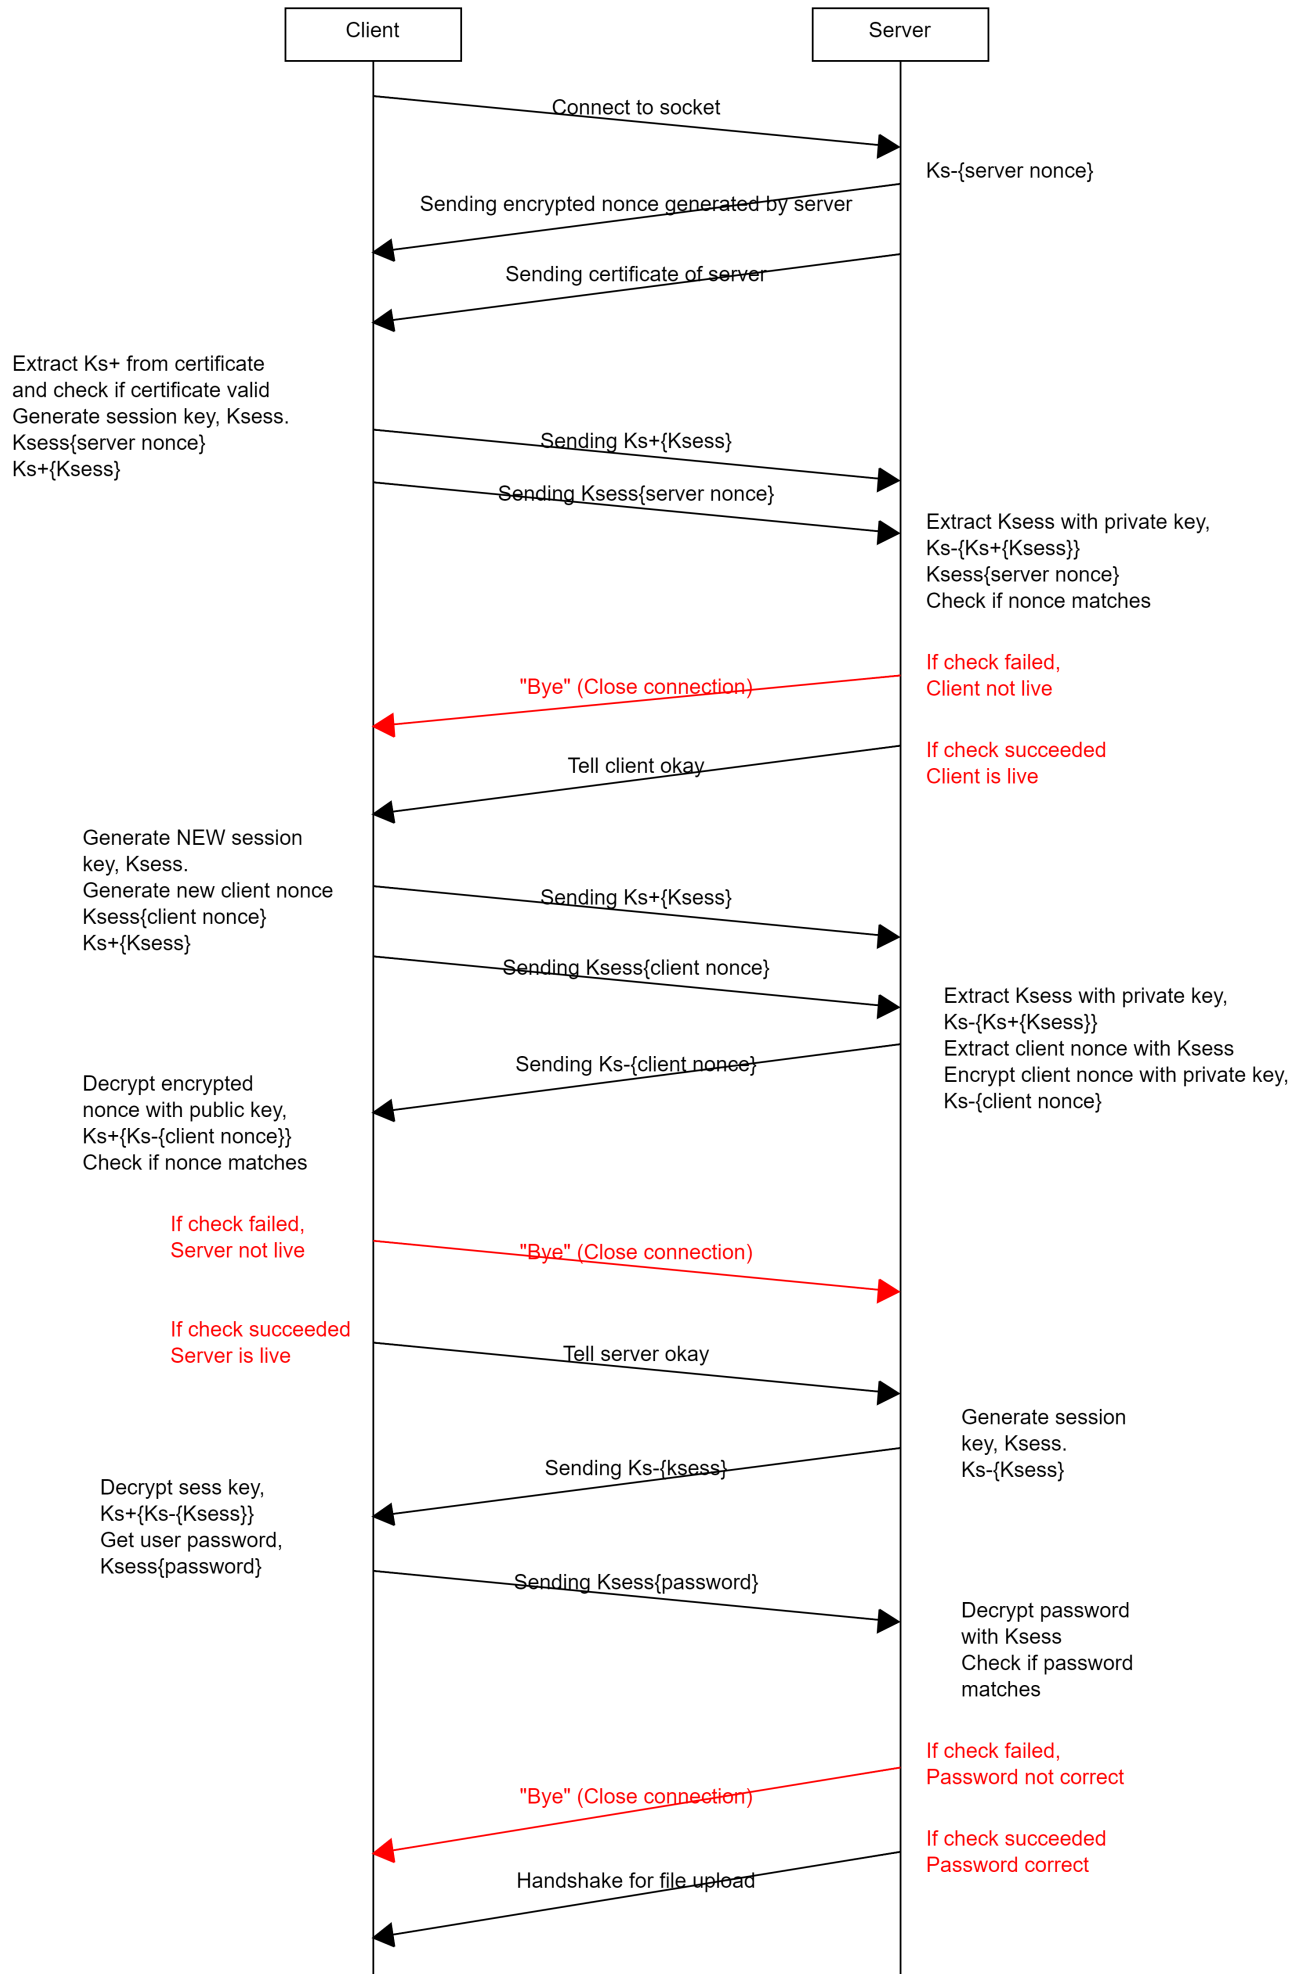 Client
Server
Connect to socket
Ks-{server nonce}
Sending encrypted nonce generated by server
Sending certificate of server
Extract Ks+ from certificate
and check if certificate valid
Generate session key, Ksess.
Ksess{server nonce}
Ks+{Ksess}
Sending Ks+{Ksess}
Sending Ksess{server nonce}
Extract Ksess with private key,
Ks-{Ks+{Ksess}}
Ksess{server nonce}
Check if nonce matches
If check failed,
Client not live
"Bye" (Close connection)
If check succeeded
Client is live
Tell client okay
Generate NEW session
key, Ksess.
Generate new client nonce
Ksess{client nonce}
Ks+{Ksess}
Sending Ks+{Ksess}
Sending Ksess{client nonce}
Extract Ksess with private key,
Ks-{Ks+{Ksess}}
Extract client nonce with Ksess
Encrypt client nonce with private key,
Ks-{client nonce}
Sending Ks-{client nonce}
Decrypt encrypted
nonce with public key,
Ks+{Ks-{client nonce}}
Check if nonce matches
If check failed,
Server not live
"Bye" (Close connection)
If check succeeded
Server is live
Tell server okay
Generate session
key, Ksess.
Ks-{Ksess}
Sending Ks-{ksess}
Decrypt sess key,
Ks+{Ks-{Ksess}}
Get user password,
Ksess{password}
Sending Ksess{password}
Decrypt password
with Ksess
Check if password
matches
If check failed,
Password not correct
"Bye" (Close connection)
If check succeeded
Password correct
Handshake for file upload